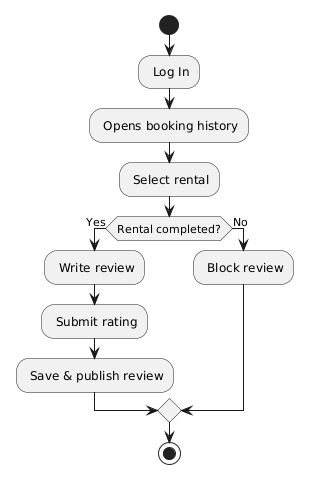 Log In
Opens booking history
Select rental
Rental completed?
Yes
No
Write review
Block review
Submit rating
Save & publish review